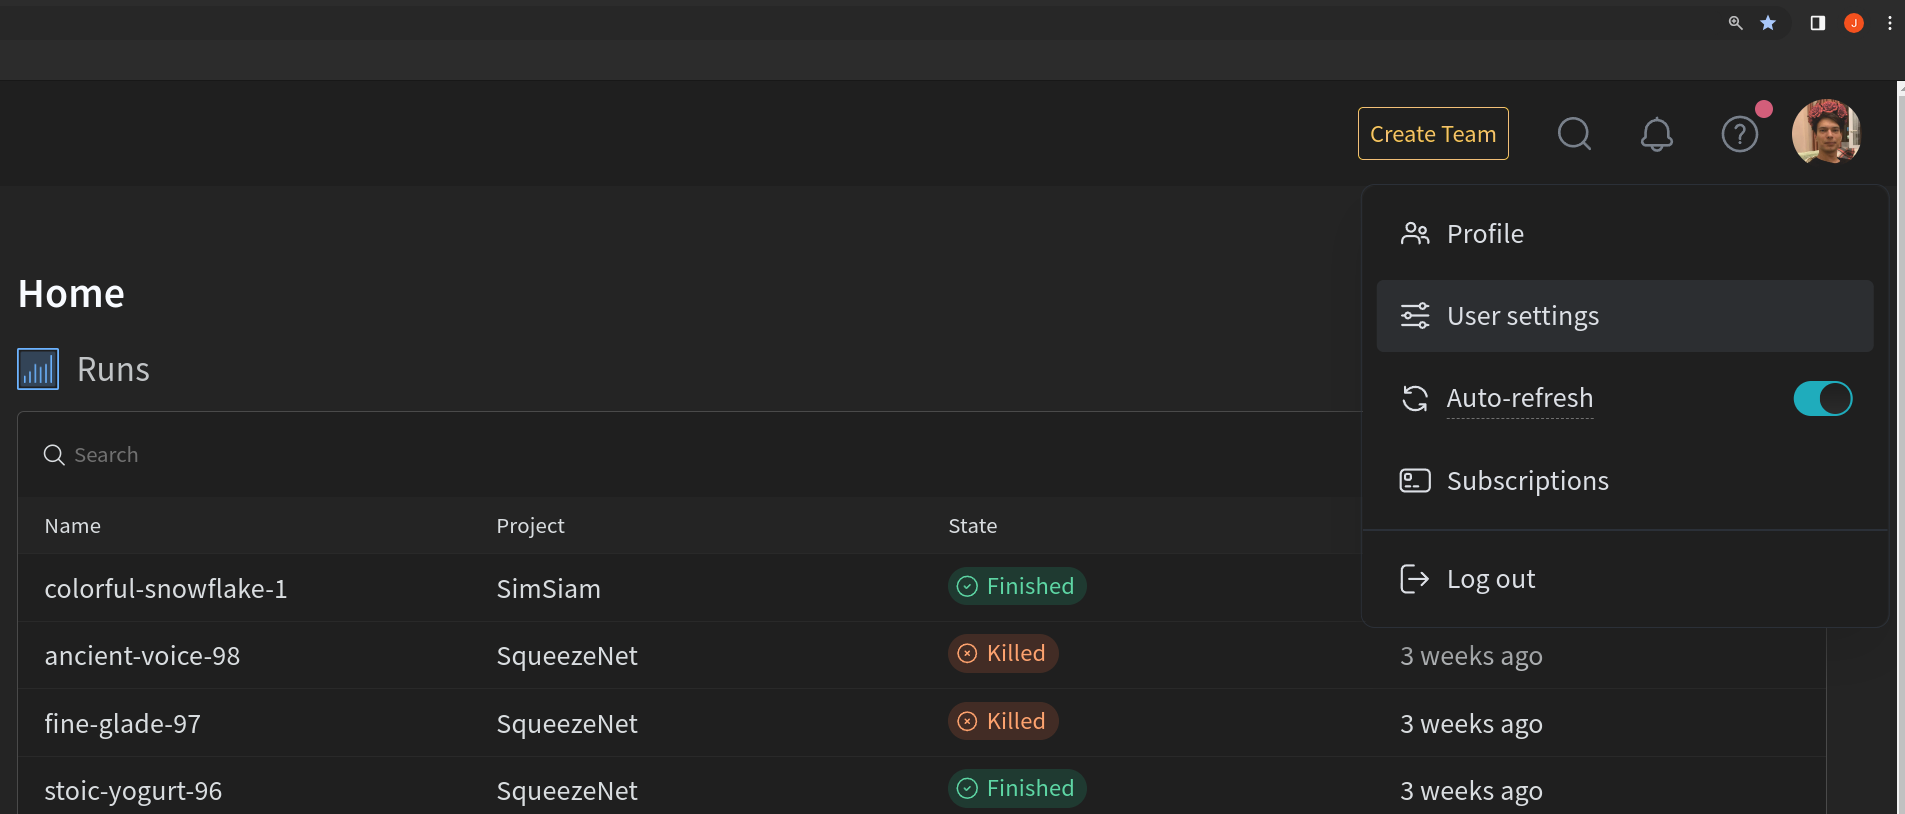 J
Create Team
?
Profile
User settings
Auto-refresh
Subscriptions
Log out
Home
Runs
Search
Name Project State
colorful-snowflake-1 SimSiam Finished
ancient-voice-98 SqueezeNet Killed 3 weeks ago
fine-glade-97 SqueezeNet Killed 3 weeks ago
stoic-yogurt-96 SqueezeNet Finished 3 weeks ago